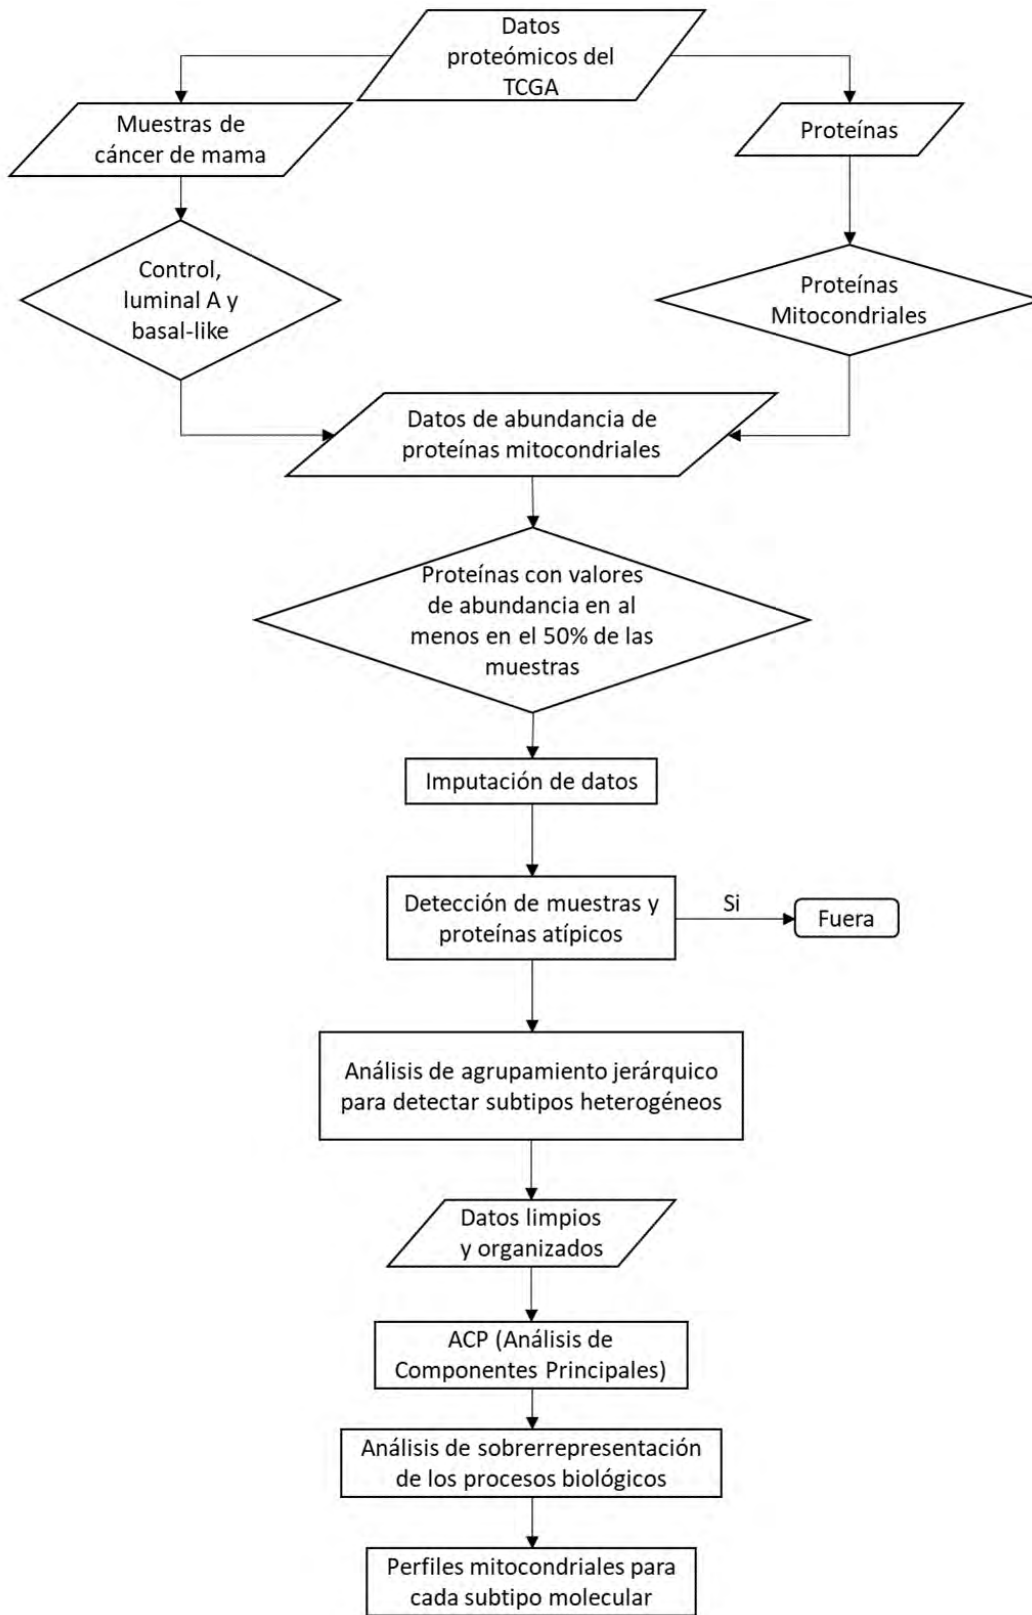 Datos
proteómicos del
TCGA
Muestras de
cáncer de mama
Proteínas
Control,
luminal A y
basal-like
Proteínas
Mitocondriales
Datos de abundancia de
proteínas mitocondriales
Proteínas con valores
de abundancia en al
menos en el 50% de las
muestras
Imputación de datos
Detección de muestras y
proteínas atípicos
Si
Fuera
Análisis de agrupamiento jerárquico
para detectar subtipos heterogéneos
Datos limpios
y organizados
ACP (Análisis de
Componentes Principales)
Análisis de sobrerrepresentación
de los procesos biológicos
Perfiles mitocondriales para
cada subtipo molecular